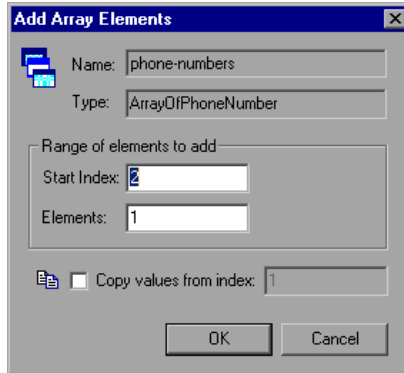 Add Array Elements
Name: phone-numbers
Type: ArrayOfPhoneNumber
Range of elements to add
Start Index: 2
Elements: 1
Copy values from index: 1
OK Cancel